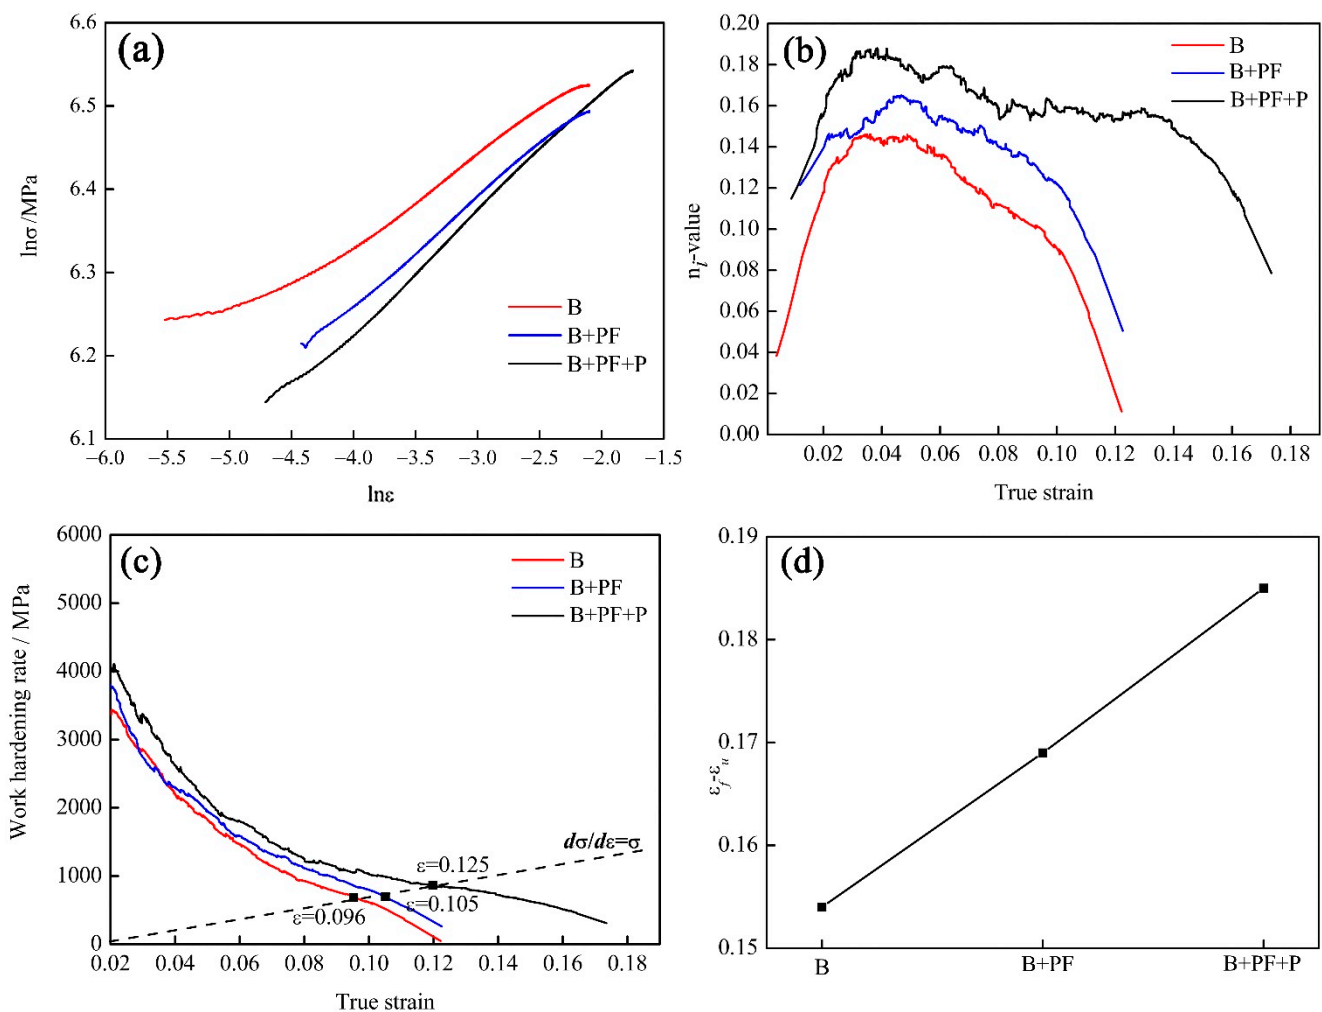 (a)
6.6
6.5
6.4
6.3
6.2
6.1
lnσ /MPa
B
B+PF
B+PF+P
−6.0 −5.5 −5.0 −4.5 −4.0 −3.5 −3.0 −2.5 −2.0 −1.5
lnε
(b)
0.20
0.18
0.16
0.14
0.12
0.10
0.08
0.06
0.04
0.02
0.00
n_i-value
B
B+PF
B+PF+P
0.02 0.04 0.06 0.08 0.10 0.12 0.14 0.16 0.18
True strain
(c)
6000
5000
4000
3000
2000
1000
0
Work hardening rate / MPa
B
B+PF
B+PF+P
dσ/dε=σ
ε=0.125
ε=0.096
ε=0.105
0.02 0.04 0.06 0.08 0.10 0.12 0.14 0.16 0.18
True strain
(d)
0.19
0.18
0.17
0.16
0.15
ε_f-ε_u
B B+PF B+PF+P